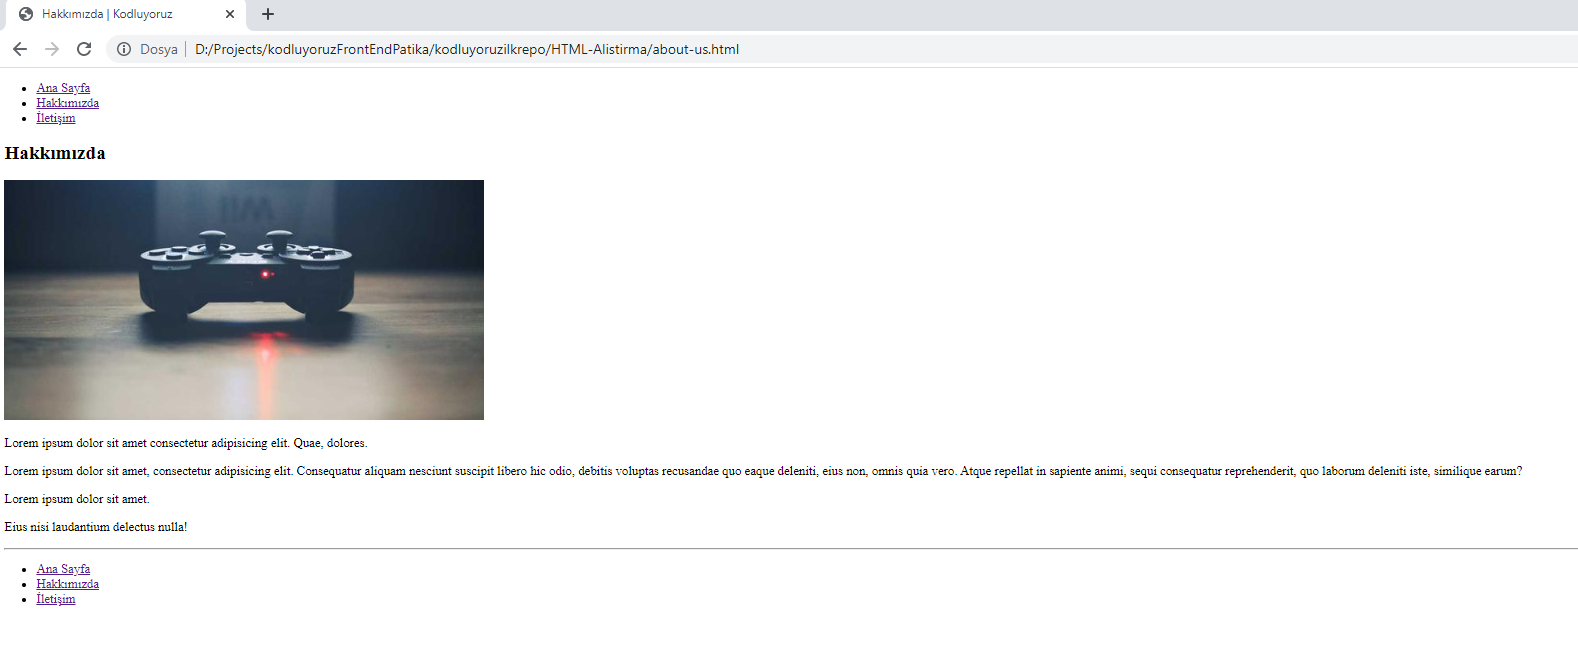 Hakkımızda | Kodluyoruz
Dosya | D:/Projects/kodluyoruzFrontEndPatika/kodluyoruzilkrepo/HTML-Alistirma/about-us.html
Ana Sayfa
Hakkımızda
İletişim
Hakkımızda
Lorem ipsum dolor sit amet consectetur adipisicing elit. Quae, dolores.
Lorem ipsum dolor sit amet, consectetur adipisicing elit. Consequatur aliquam nesciunt suscipit libero hic odio, debitis voluptas recusandae quo eaque deleniti, eius non, omnis quia vero. Atque repellat in sapiente animi, sequi consequatur reprehenderit, quo laborum deleniti iste, similique earum?
Lorem ipsum dolor sit amet.
Eius nisi laudantium delectus nulla!
Ana Sayfa
Hakkımızda
İletişim